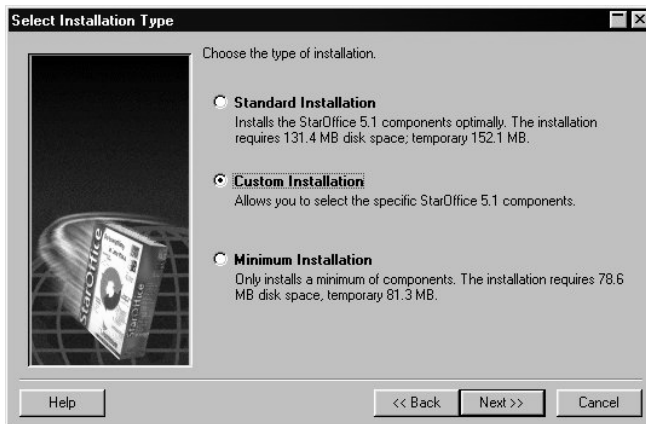 Select Installation Type
Choose the type of installation.
Standard Installation
Installs the StarOffice 5.1 components optimally. The installation
requires 131.4 MB disk space; temporary 152.1 MB.
Custom Installation
Allows you to select the specific StarOffice 5.1 components.
Minimum Installation
Only installs a minimum of components. The installation requires 78.6
MB disk space, temporary 81.3 MB.
StarOffice
StarOffice
Help
<< Back
Next >>
Cancel